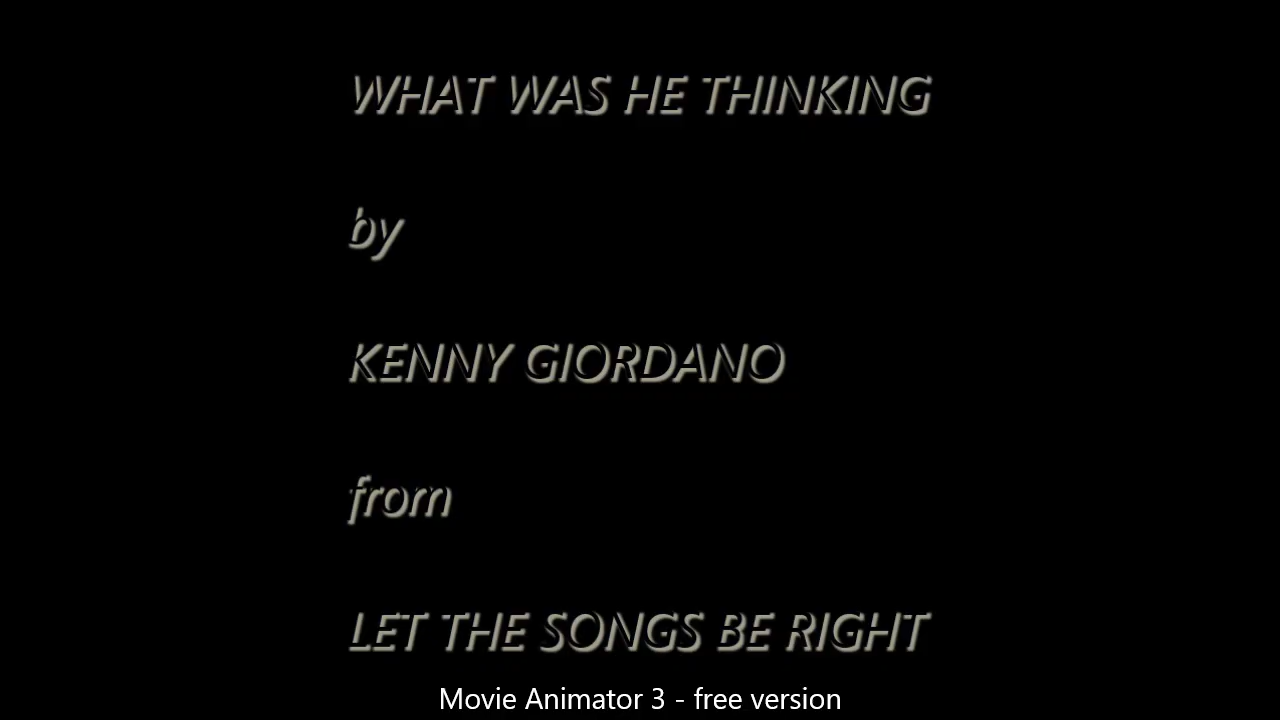 WHAT WAS HE THINKING
by
KENNY GIORDANO
from
LET THE SONGS BE RIGHT
Movie Animator 3 - free version